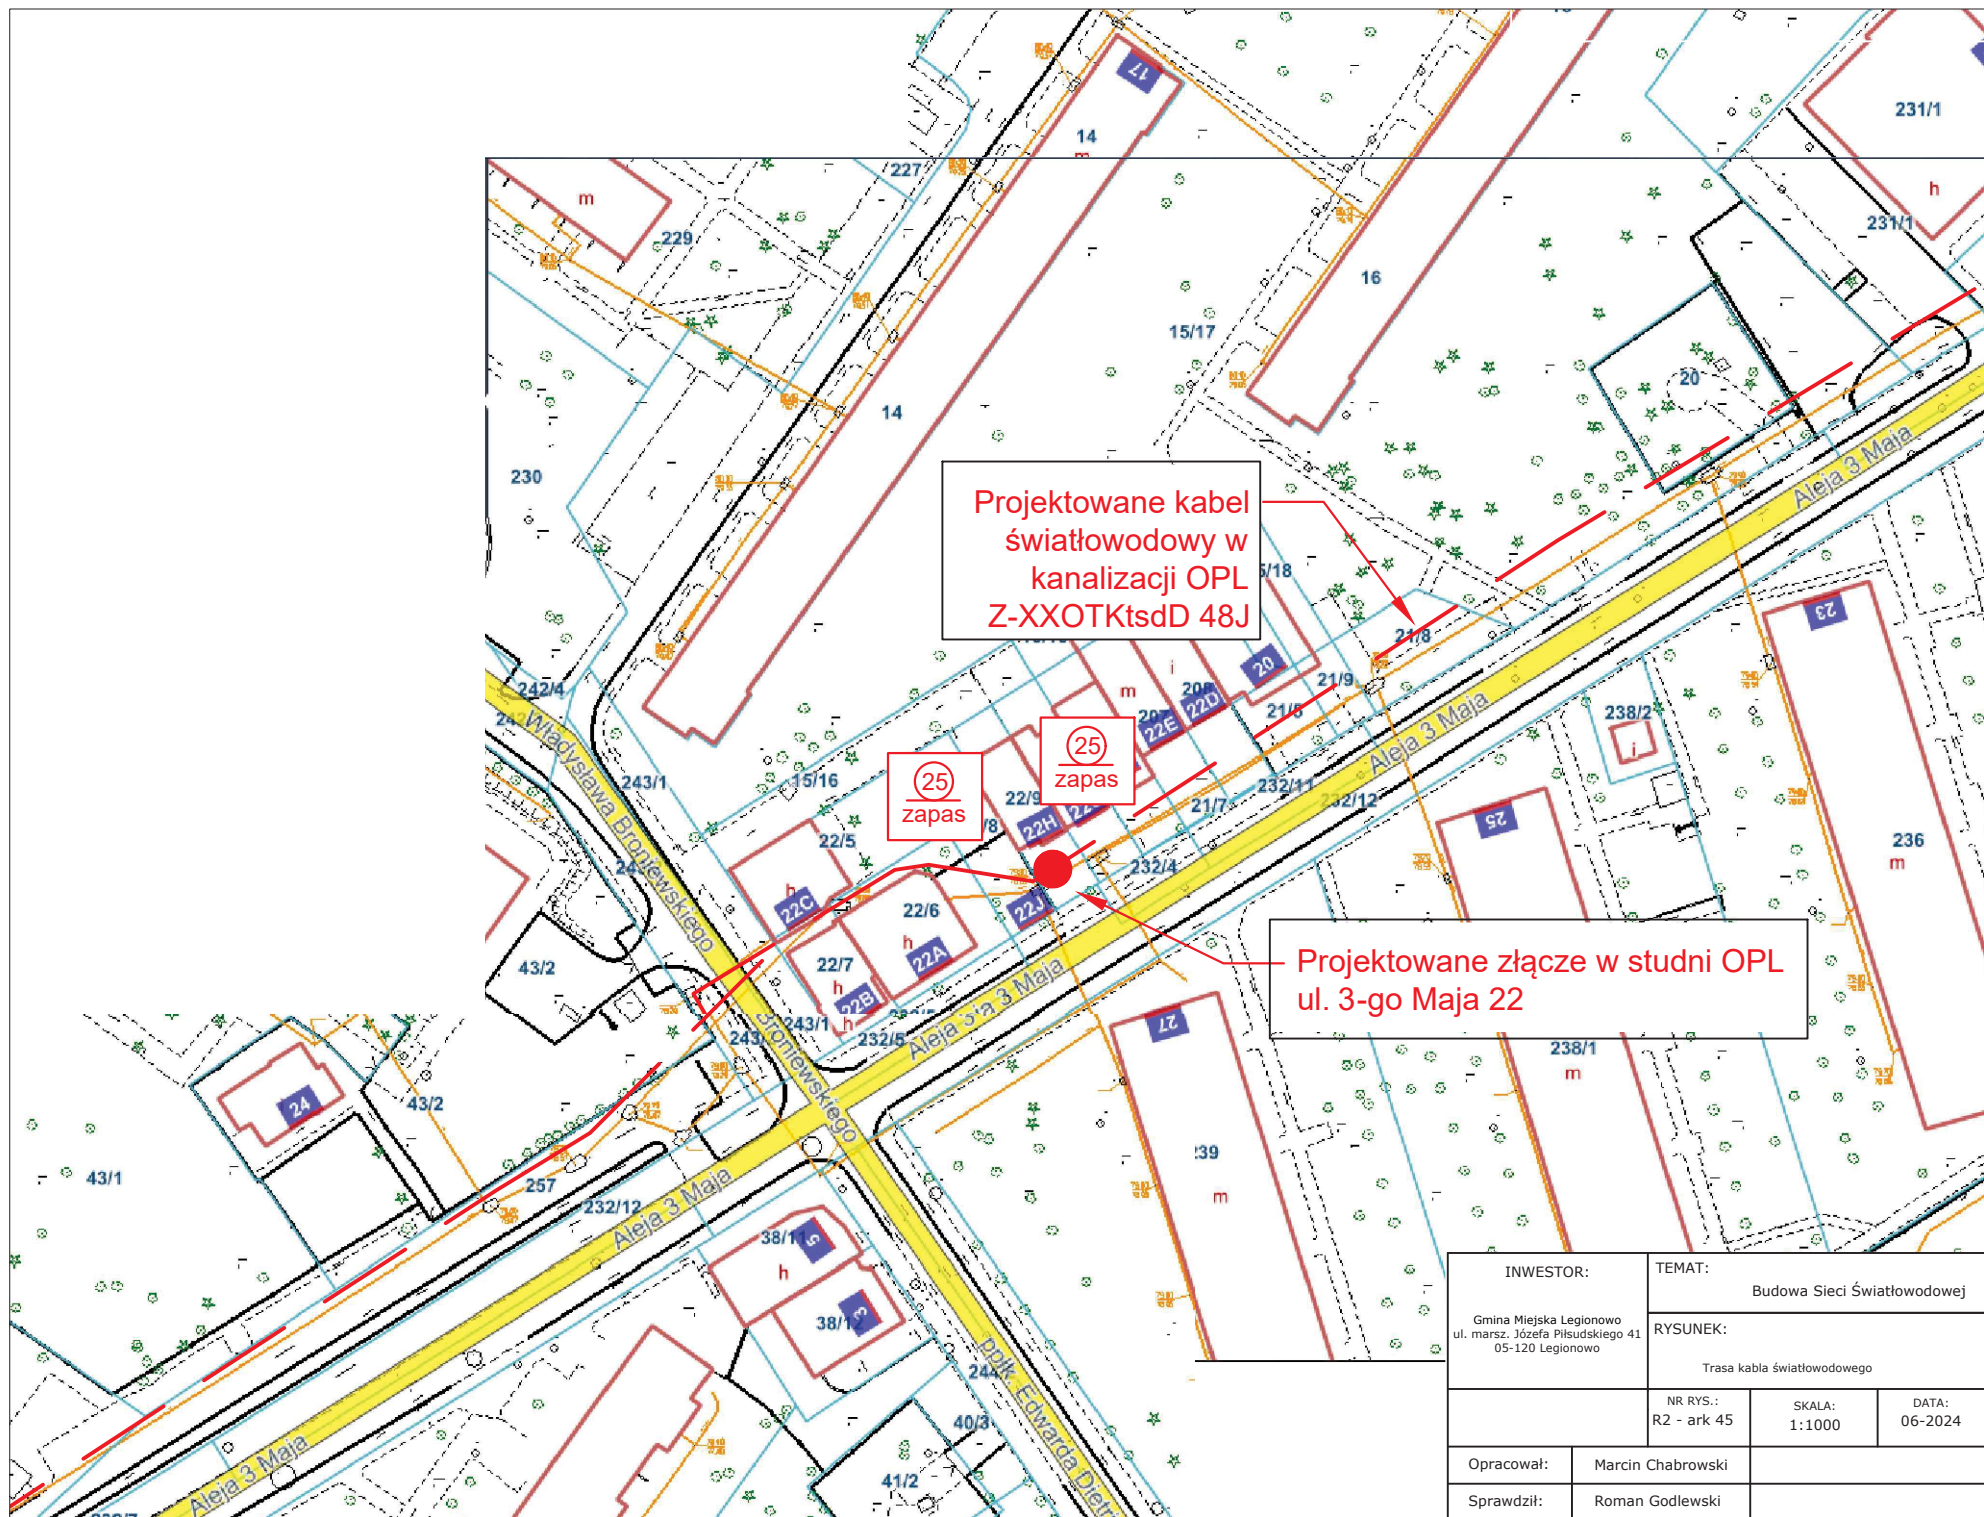 17
14
m
227
231/1
h
m
229
231/1
16
15/17
14
20
230
Projektowane kabel
światłowodowy w
kanalizacji OPL
Z-XXOTKtsdD 48J
Aleja 3 Maja
21/8
23
242/4
Władysława Broniewskiego
243/1
15/16
m
i
20
22D
22E
21/9
21/5
238/2
i
Aleja 3 Maja
25
zapas
25
zapas
22/9
22H
21/7
232/11
232/12
25
236
m
22/5
232/4
h
22C
22/6
h
22A
22J
43/2
22/7
h
22B
Projektowane złącze w studni OPL
ul. 3-go Maja 22
243/1
h
232/5
Aleja 3 Maja
27
238/1
m
Broniewskiego
24
43/2
43/1
257
232/12
Aleja 3 Maja
239
m
38/11
5
h
38/12
3
ppłk. Edwarda Dietri
40/3
41/2
Aleja 3 Maja
INWESTOR:
Gmina Miejska Legionowo
ul. marsz. Józefa Piłsudskiego 41
05-120 Legionowo
TEMAT:
Budowa Sieci Światłowodowej
RYSUNEK:
Trasa kabla światłowodowego
NR RYS.:
R2 - ark 45
SKALA:
1:1000
DATA:
06-2024
Opracował:
Marcin Chabrowski
Sprawdził:
Roman Godlewski